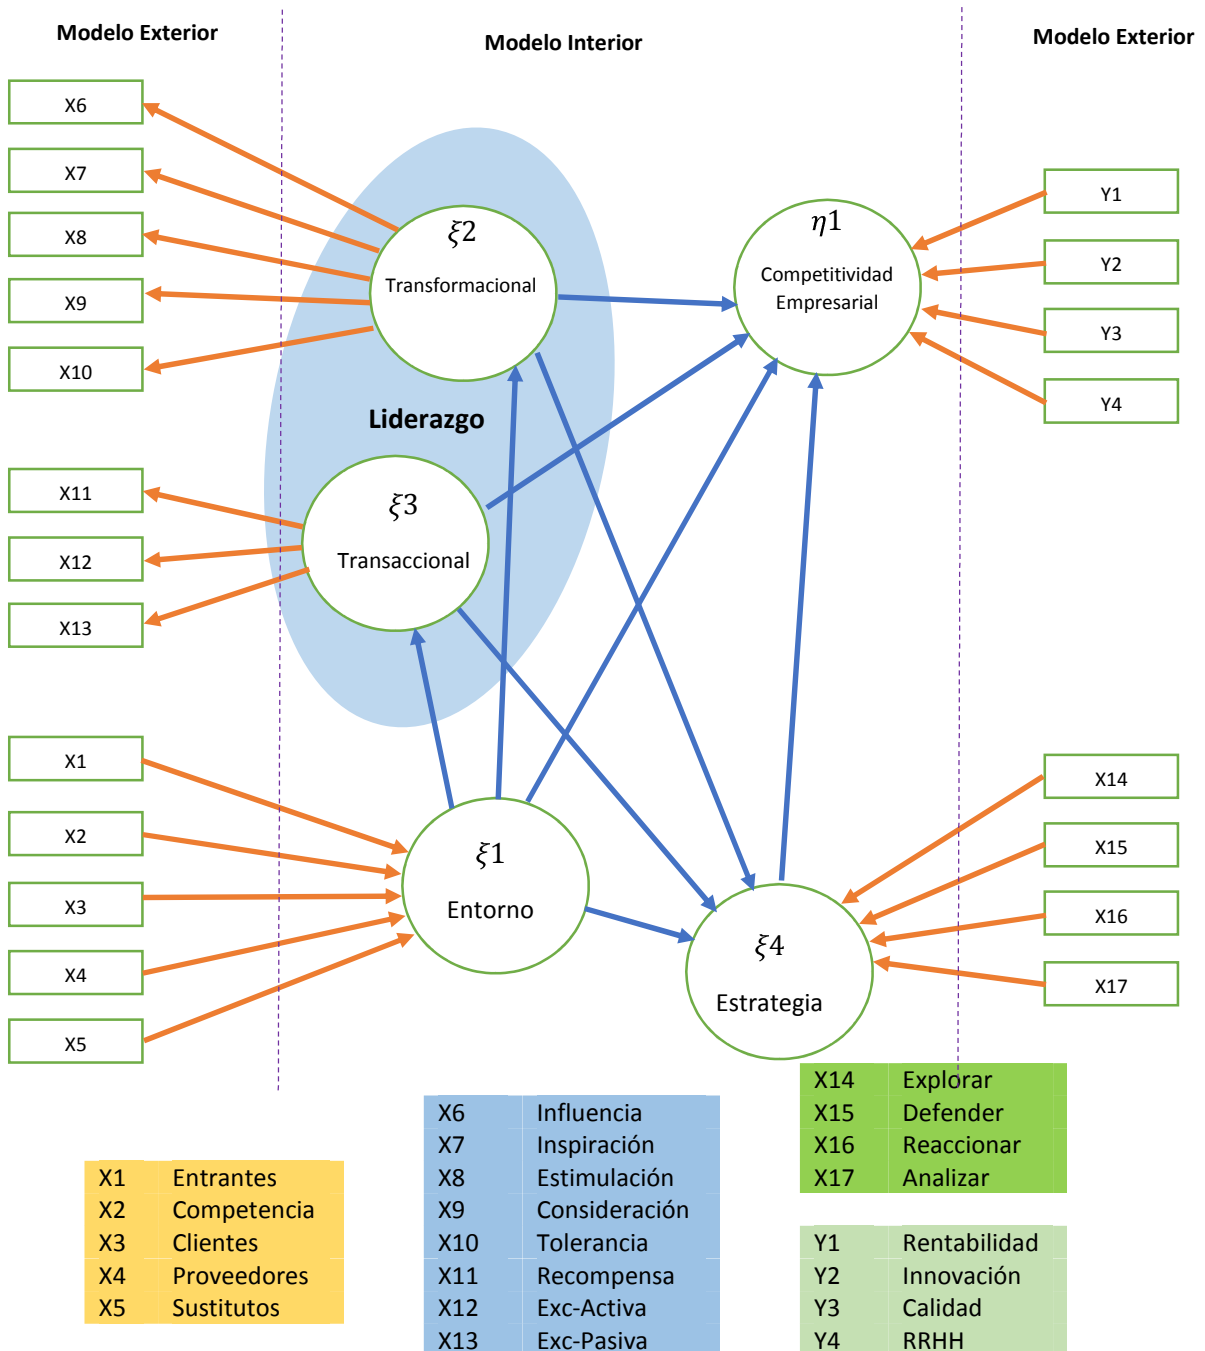 Modelo Exterior
Modelo Interior
Modelo Exterior
X6
X7
X8
X9
X10
X11
X12
X13
X1
X2
X3
X4
X5
ξ2
Transformacional
Liderazgo
ξ3
Transaccional
ξ1
Entorno
η1
Competitividad
Empresarial
ξ4
Estrategia
Y1
Y2
Y3
Y4
X14
X15
X16
X17
X1 Entrantes
X2 Competencia
X3 Clientes
X4 Proveedores
X5 Sustitutos
X6 Influencia
X7 Inspiración
X8 Estimulación
X9 Consideración
X10 Tolerancia
X11 Recompensa
X12 Exc-Activa
X13 Exc-Pasiva
X14 Explorar
X15 Defender
X16 Reaccionar
X17 Analizar
Y1 Rentabilidad
Y2 Innovación
Y3 Calidad
Y4 RRHH